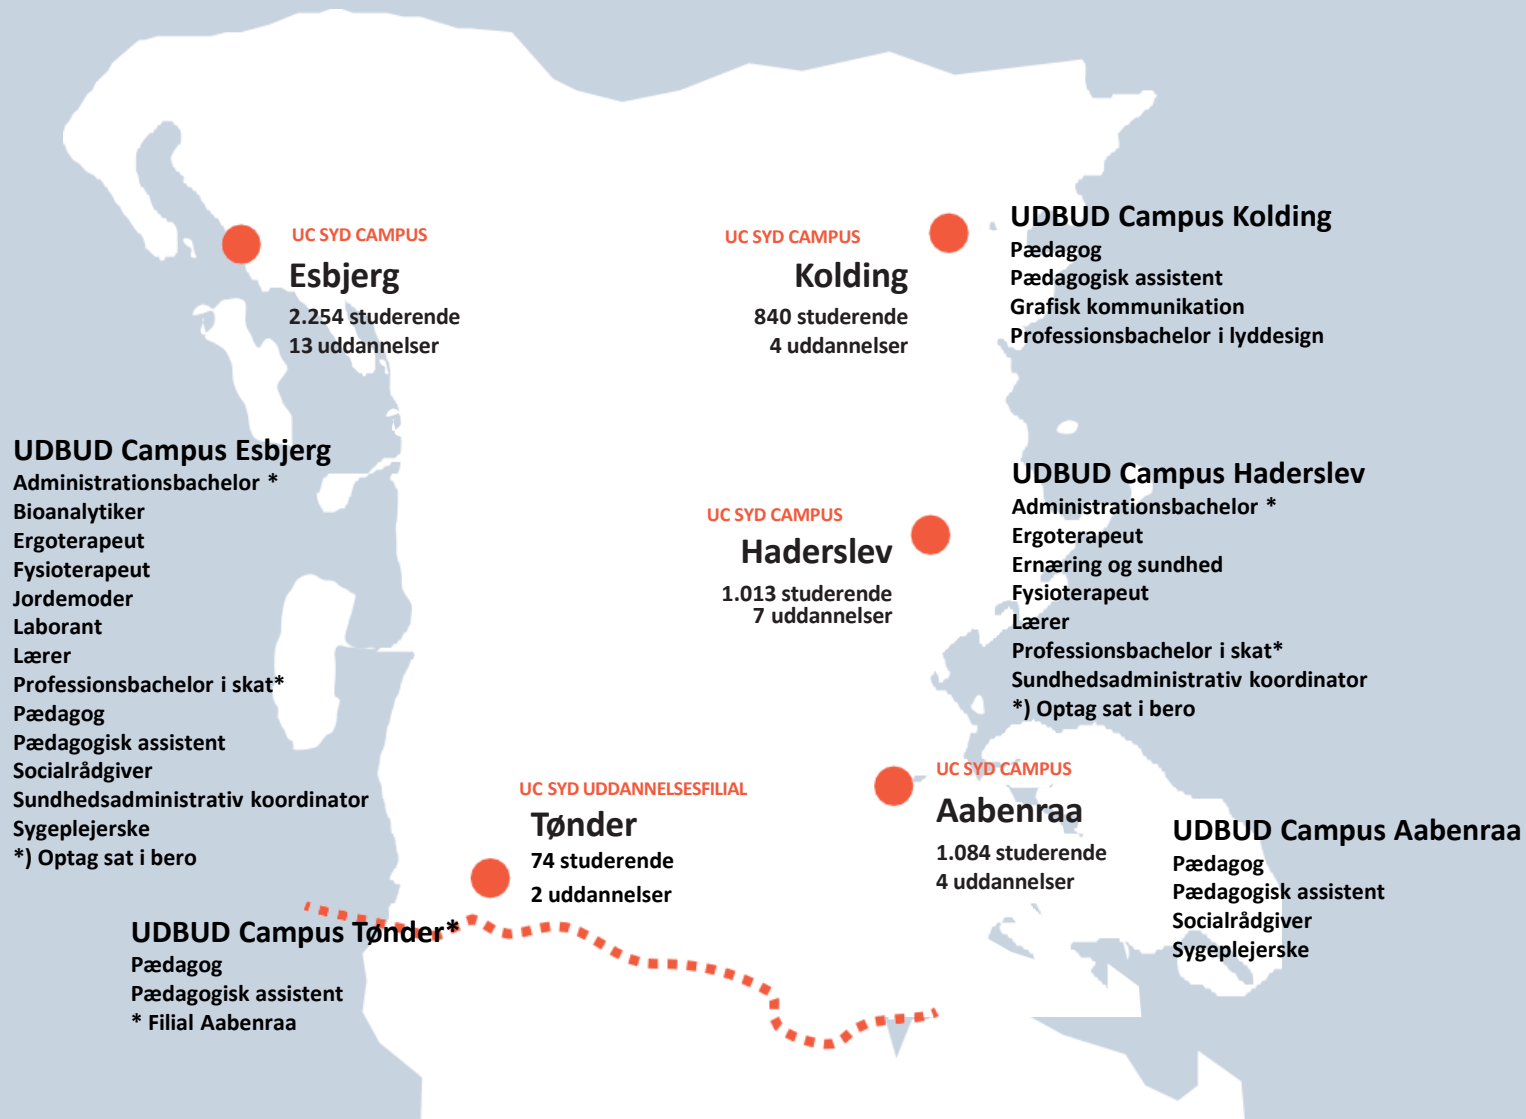 UC SYD CAMPUS
Esbjerg
2.254 studerende
13 uddannelser
UC SYD CAMPUS
Kolding
840 studerende
4 uddannelser
UDBUD Campus Kolding
Pædagog
Pædagogisk assistent
Grafisk kommunikation
Professionsbachelor i lyddesign
UDBUD Campus Esbjerg
Administrationsbachelor *
Bioanalytiker
Ergoterapeut
Fysioterapeut
Jordemoder
Laborant
Lærer
Professionsbachelor i skat*
Pædagog
Pædagogisk assistent
Socialrådgiver
Sundhedsadministrativ koordinator
Sygeplejerske
*) Optag sat i bero
UC SYD CAMPUS
Haderslev
1.013 studerende
7 uddannelser
UDBUD Campus Haderslev
Administrationsbachelor *
Ergoterapeut
Ernæring og sundhed
Fysioterapeut
Lærer
Professionsbachelor i skat*
Sundhedsadministrativ koordinator
*) Optag sat i bero
UC SYD UDDANNELSESFILIAL
Tønder
74 studerende
2 uddannelser
UC SYD CAMPUS
Aabenraa
1.084 studerende
4 uddannelser
UDBUD Campus Aabenraa
Pædagog
Pædagogisk assistent
Socialrådgiver
Sygeplejerske
UDBUD Campus Tønder*
Pædagog
Pædagogisk assistent
* Filial Aabenraa